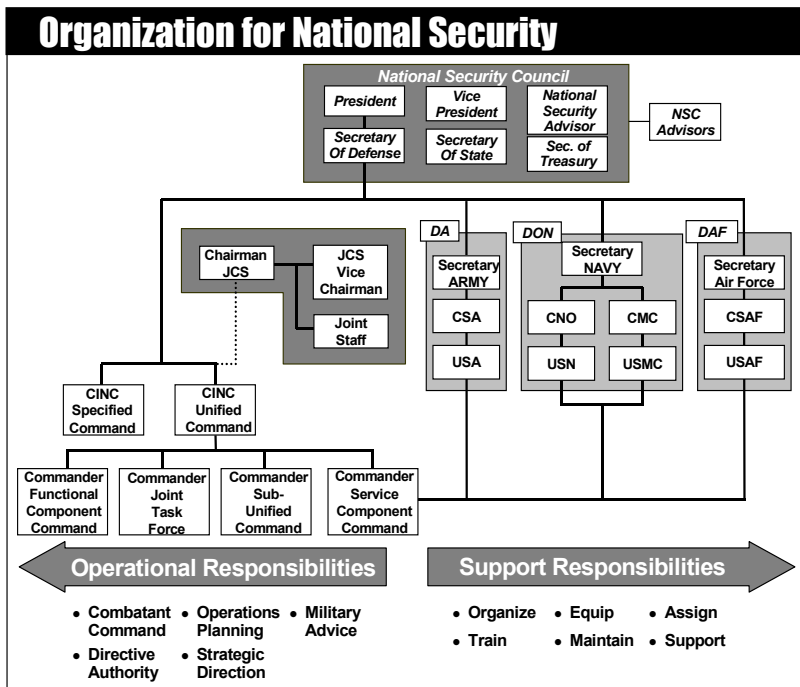 Organization for National Security
National Security Council
President
Vice
President
National
Security
Advisor
NSC
Advisors
Secretary
Of Defense
Secretary
Of State
Sec. of
Treasury
DA
DON
DAF
Chairman
JCS
JCS
Vice
Chairman
Joint
Staff
Secretary
ARMY
CSA
USA
Secretary
NAVY
CNO
CMC
USN
USMC
Secretary
Air Force
CSAF
USAF
CINC
Specified
Command
CINC
Unified
Command
Commander
Functional
Component
Command
Commander
Joint
Task
Force
Commander
Sub-
Unified
Command
Commander
Service
Component
Command
Operational Responsibilities
Support Responsibilities
• Combatant
Command
• Operations
Planning
• Military
Advice
• Directive
Authority
• Strategic
Direction
• Organize
• Equip
• Assign
• Train
• Maintain
• Support